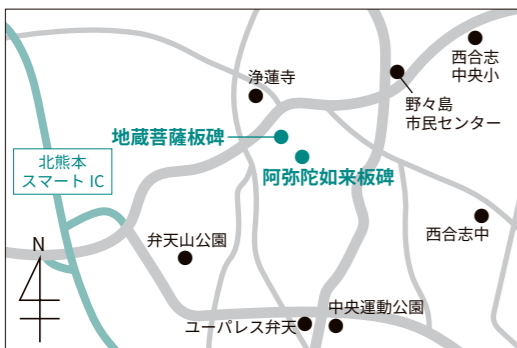 西合志
中央小
浄蓮寺
野々島
市民センター
地蔵菩薩板碑
阿弥陀如来板碑
北熊本
スマート IC
西合志中
N
弁天山公園
中央運動公園
ユーパレス弁天